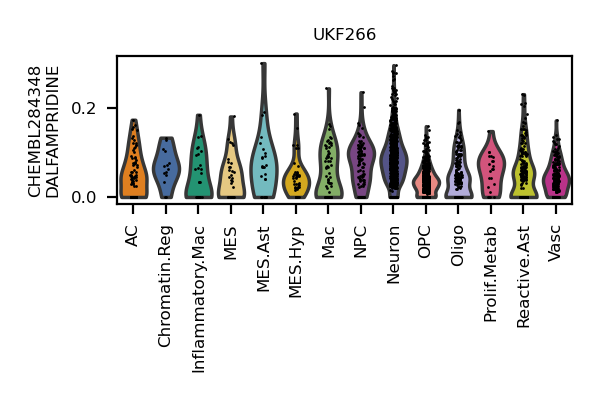 UKF266
CHEMBL284348
DALFAMPRIDINE
0.2
0.0
AC
Chromatin.Reg
Inflammatory.Mac
MES
MES.Ast
MES.Hyp
Mac
NPC
Neuron
OPC
Oligo
Prolif.Metab
Reactive.Ast
Vasc